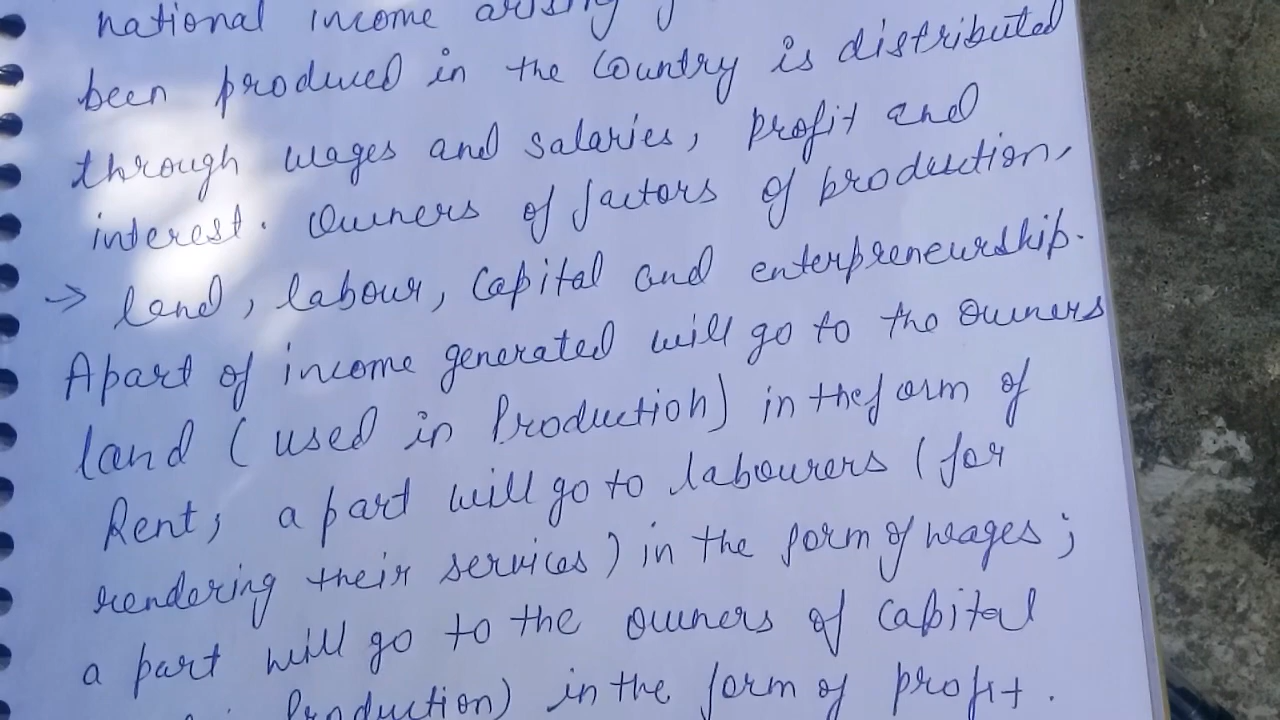 national income arising
been produced in the Country is distributed
through wages and salaries, profit and
interest. Owners of factors of production,
→ land, labour, Capital and enterpreneurship.
Apart of income generated will go to the owners
land (used in Production) in the form of
Rent; a part will go to labourers (for
rendering their services) in the form of wages;
a part will go to the owners of Capital
Production) in the form of profit.